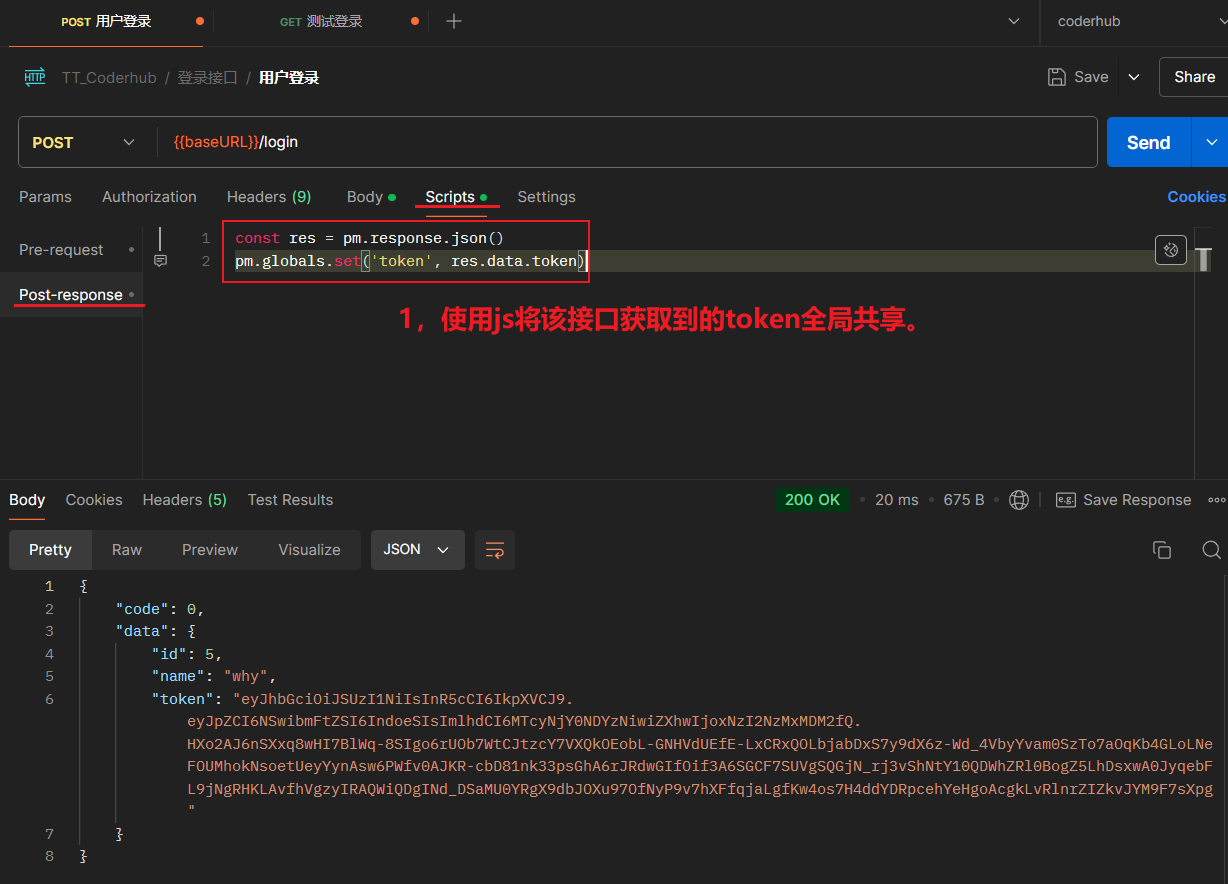 POST 用户登录
GET 测试登录
coderhub
HTTP TT_Coderhub / 登录接口 / 用户登录
Save
Share
POST
{{baseURL}}/login
Send
Params
Authorization
Headers (9)
Body
Scripts
Settings
Cookies
Pre-request
Post-response
1 const res = pm.response.json()
2 pm.globals.set('token', res.data.token)
1，使用js将该接口获取到的token全局共享。
Body
Cookies
Headers (5)
Test Results
200 OK
20 ms
675 B
e.g. Save Response
Pretty
Raw
Preview
Visualize
JSON
1 {
2 "code": 0,
3 "data": {
4 "id": 5,
5 "name": "why",
6 "token": "eyJhbGciOiJSUzI1NiIsInR5cCI6IkpXVCJ9.
eyJpZCI6NSwibmFtZSI6IndoeSIsImlhdCI6MTcyNjY0NDYzNiwiZXhwIjoxNzI2NzMxMDM2fQ.
HXo2AJ6nSXxq8wHI7BlWq-8SIgo6rUOb7WtCJtzcY7VXQkOEobL-GNHVdUEfE-LxCRxQOLbjabDxS7y9dX6z-Wd_4VbyYvam0SzTo7aOqKb4GLoLNe
FOUMhokNsoetUeyYynAsw6PWfv0AJKR-cbD81nk33psGhA6rJRdwGIfOif3A6SGCF7SUVgSQGjN_rj3vShNtY10QDWhZRl0BogZ5LhDsxwA0JyqebF
L9jNgRHKLAvfhVgzyIRAQWiQDgINd_DSaMU0YRgX9dbJOXu97OfNyP9v7hXFfqjaLgfKw4os7H4ddYDRpcehYeHgoAcgkLvRlnrZIZkvJYM9F7sXpg
"
7 }
8 }